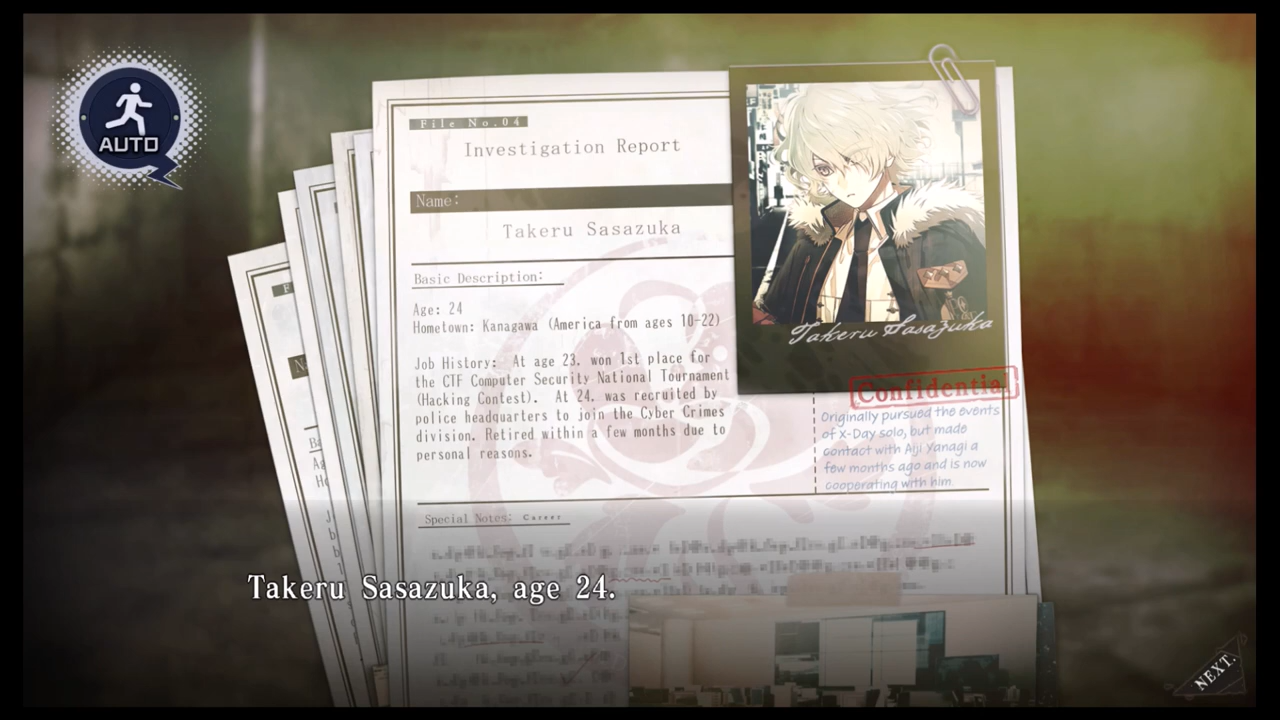 AUTO
File No.04
Investigation Report
Name:
Takeru Sasazuka
Basic Description:
Age: 24
Hometown: Kanagawa (America from ages 10-22)
Job History: At age 23. won 1st place for
the CTF Computer Security National Tournament
(Hacking Contest). At 24. was recruited by
police headquarters to join the Cyber Crimes
division. Retired within a few months due to
personal reasons.
Takeru Sasazuka
Confidential
Originally pursued the events
of X-Day solo, but made
contact with Aiji Yanagi a
few months ago and is now
cooperating with him.
Special Notes: Career
Takeru Sasazuka, age 24.
NEXT.